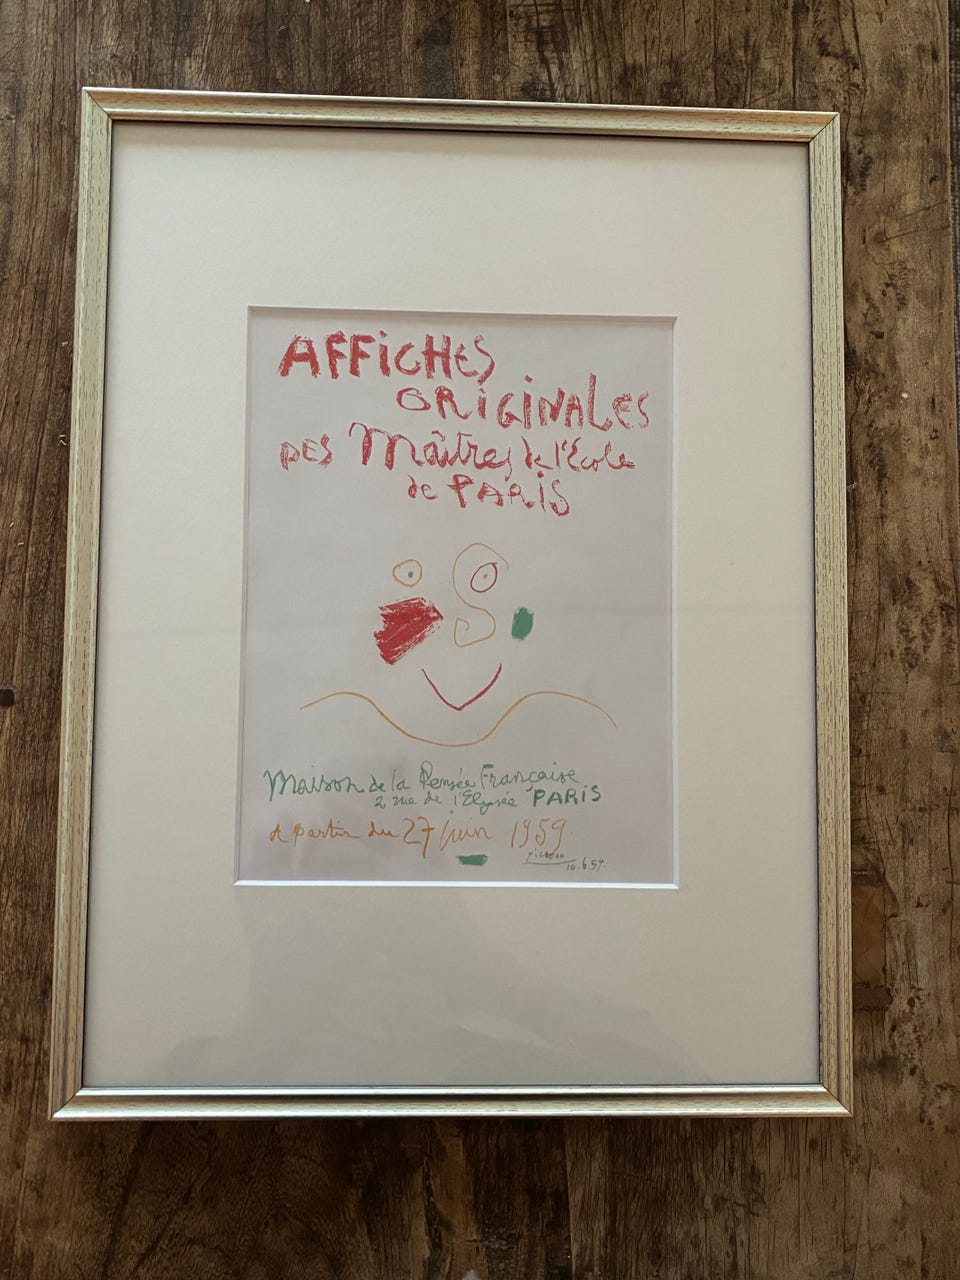 AFFiCHES
ORiGiNALES
DES Maîtres de l'Ecole
de PARiS
Maison de la Pensée Française
2 rue de l'Elysée PARiS
à partir du 27 juin 1959.
Picasso
10.6.59.